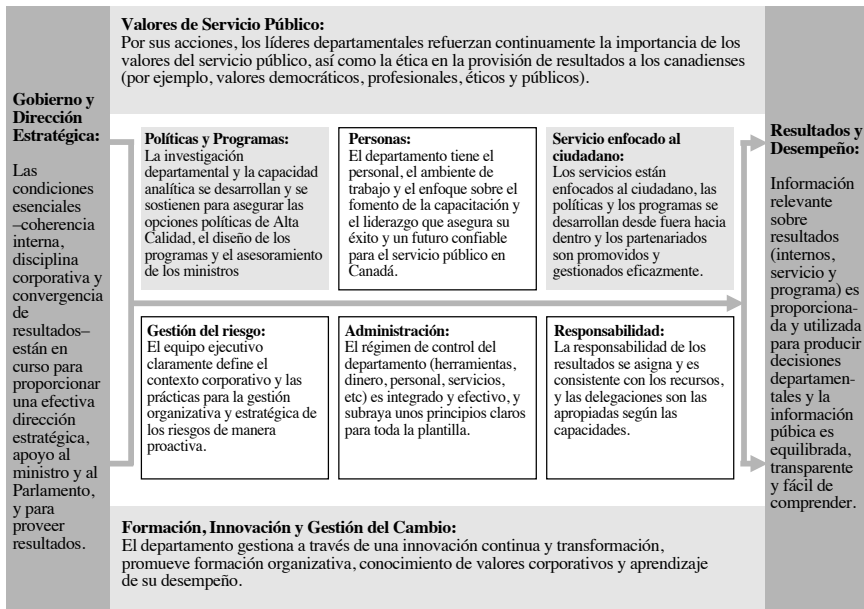 Valores de Servicio Público:
Por sus acciones, los líderes departamentales refuerzan continuamente la importancia de los
valores del servicio público, así como la ética en la provisión de resultados a los canadienses
(por ejemplo, valores democráticos, profesionales, éticos y públicos).
Gobierno y
Dirección
Estratégica:
Las
condiciones
esenciales
–coherencia
interna,
disciplina
corporativa y
convergencia
de
resultados–
están en
curso para
proporcionar
una efectiva
dirección
estratégica,
apoyo al
ministro y al
Parlamento,
y para
proveer
resultados.
Políticas y Programas:
La investigación
departamental y la capacidad
analítica se desarrollan y se
sostienen para asegurar las
opciones políticas de Alta
Calidad, el diseño de los
programas y el asesoramiento
de los ministros
Personas:
El departamento tiene el
personal, el ambiente de
trabajo y el enfoque sobre el
fomento de la capacitación y
el liderazgo que asegura su
éxito y un futuro confiable
para el servicio público en
Canadá.
Servicio enfocado al
ciudadano:
Los servicios están
enfocados al ciudadano, las
políticas y los programas se
desarrollan desde fuera hacia
dentro y los partenariados
son promovidos y
gestionados eficazmente.
Gestión del riesgo:
El equipo ejecutivo
claramente define el
contexto corporativo y las
prácticas para la gestión
organizativa y estratégica de
los riesgos de manera
proactiva.
Administración:
El régimen de control del
departamento (herramientas,
dinero, personal, servicios,
etc) es integrado y efectivo, y
subraya unos principios claros
para toda la plantilla.
Responsabilidad:
La responsabilidad de los
resultados se asigna y es
consistente con los recursos,
y las delegaciones son las
apropiadas según las
capacidades.
Resultados y
Desempeño:
Información
relevante
sobre
resultados
(internos,
servicio y
programa) es
proporciona-
da y utilizada
para producir
decisiones
departamen-
tales y la
información
púbica es
equilibrada,
transparente
y fácil de
comprender.
Formación, Innovación y Gestión del Cambio:
El departamento gestiona a través de una innovación continua y transformación,
promueve formación organizativa, conocimiento de valores corporativos y aprendizaje
de su desempeño.